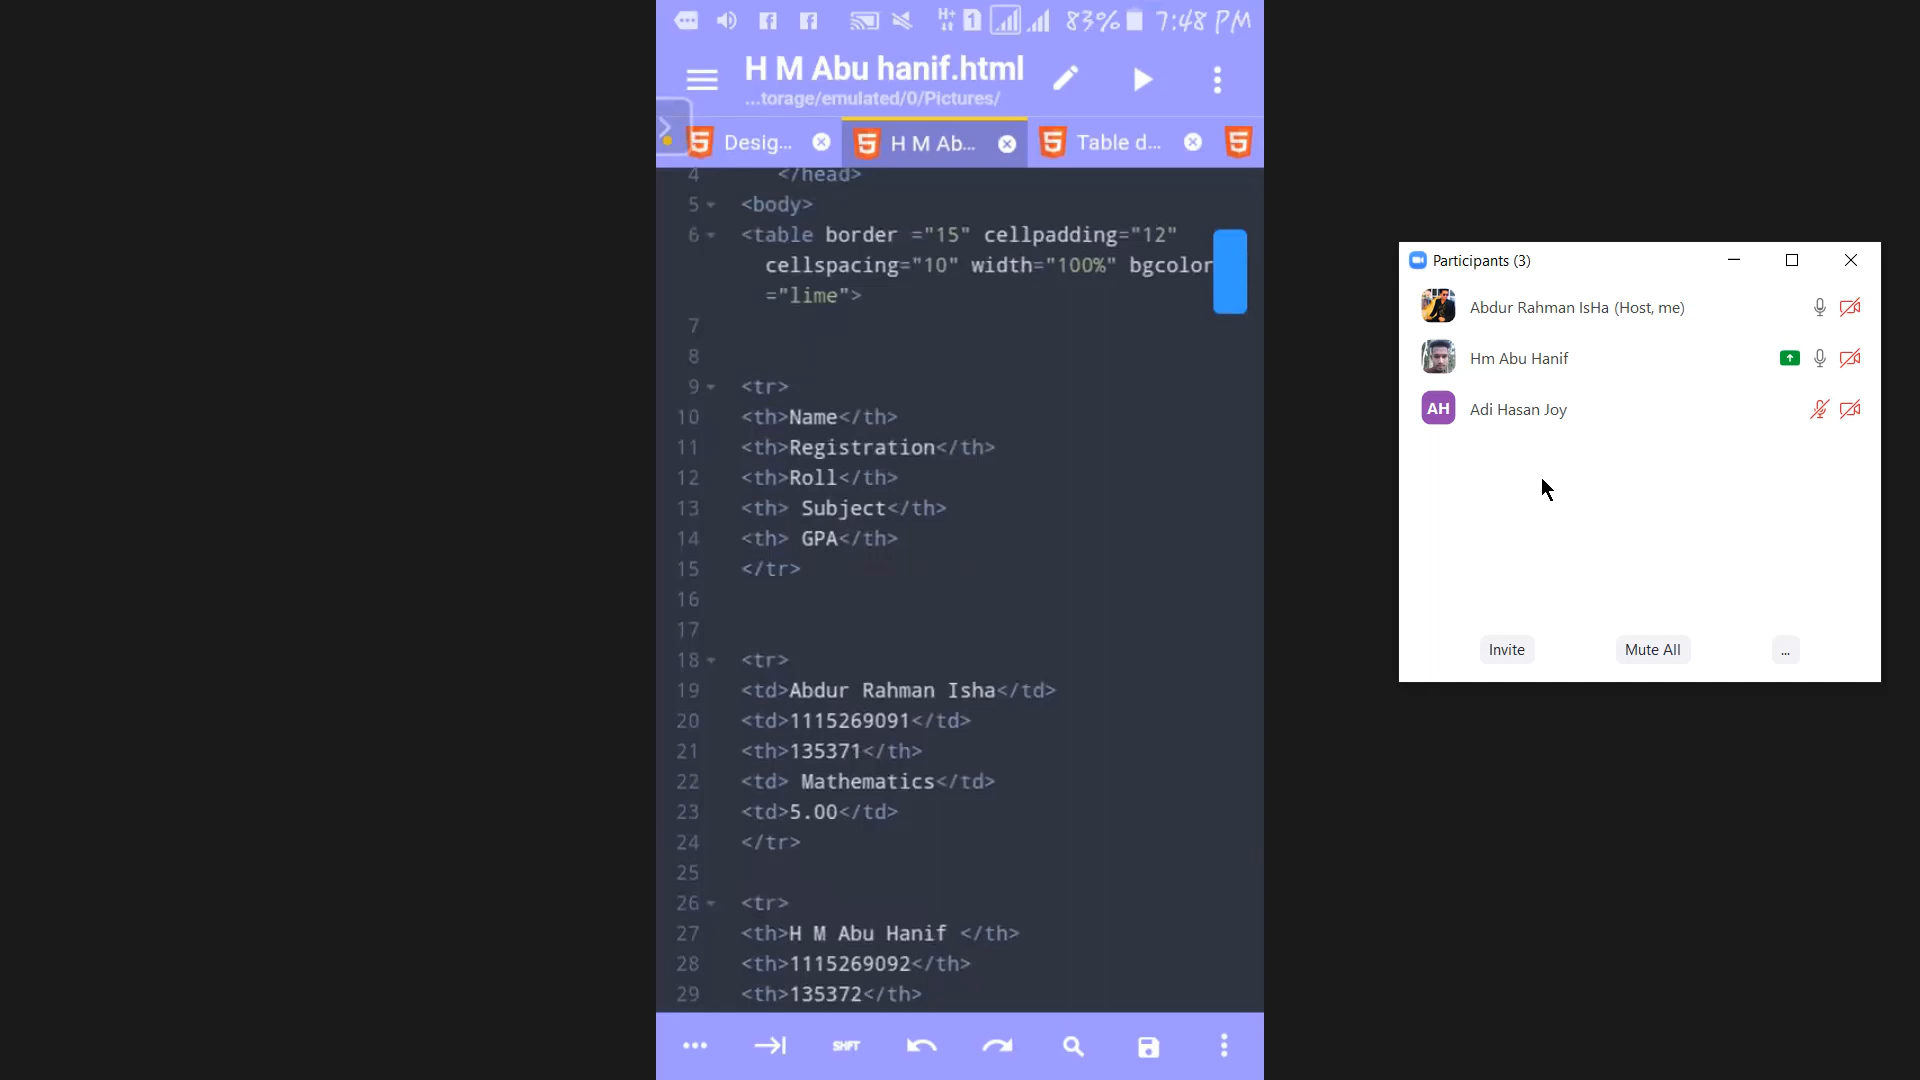 H+ 1 83% 7:48 PM
H M Abu hanif.html
...torage/emulated/0/Pictures/
Desig...
H M Ab...
Table d...
4 </head>
5 <body>
6 <table border ="15" cellpadding="12"
cellspacing="10" width="100%" bgcolor
="lime">
7
8
9 <tr>
10 <th>Name</th>
11 <th>Registration</th>
12 <th>Roll</th>
13 <th> Subject</th>
14 <th> GPA</th>
15 </tr>
16
17
18 <tr>
19 <td>Abdur Rahman Isha</td>
20 <td>1115269091</td>
21 <th>135371</th>
22 <td> Mathematics</td>
23 <td>5.00</td>
24 </tr>
25
26 <tr>
27 <th>H M Abu Hanif </th>
28 <th>1115269092</th>
29 <th>135372</th>
SHFT
Participants (3)
Abdur Rahman IsHa (Host, me)
Hm Abu Hanif
AH Adi Hasan Joy
Invite
Mute All
...